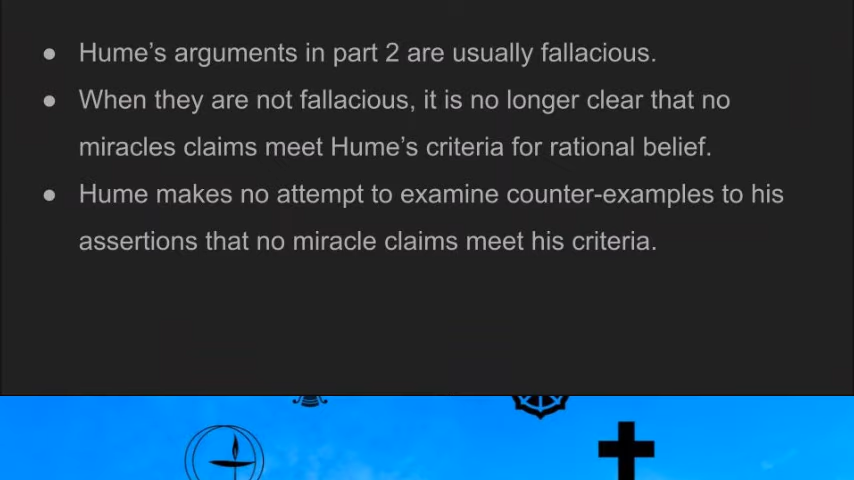 ● Hume's arguments in part 2 are usually fallacious.
● When they are not fallacious, it is no longer clear that no
miracles claims meet Hume's criteria for rational belief.
● Hume makes no attempt to examine counter-examples to his
assertions that no miracle claims meet his criteria.